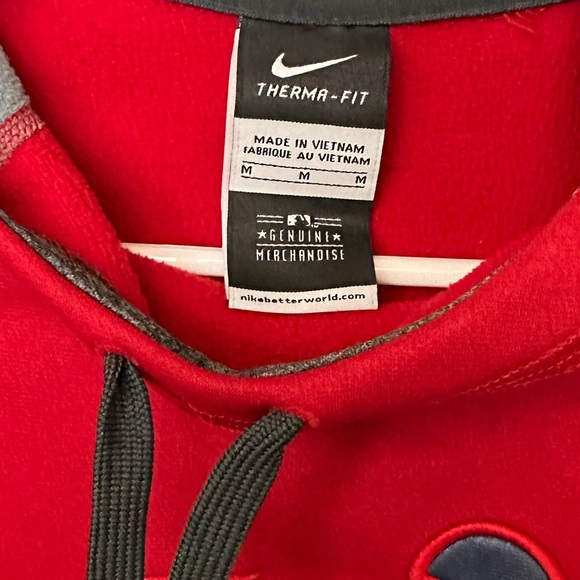 THERMA-FIT
MADE IN VIETNAM
FABRIQUE AU VIETNAM
M M M
★GENUINE★
MERCHANDISE
nikebetterworld.com